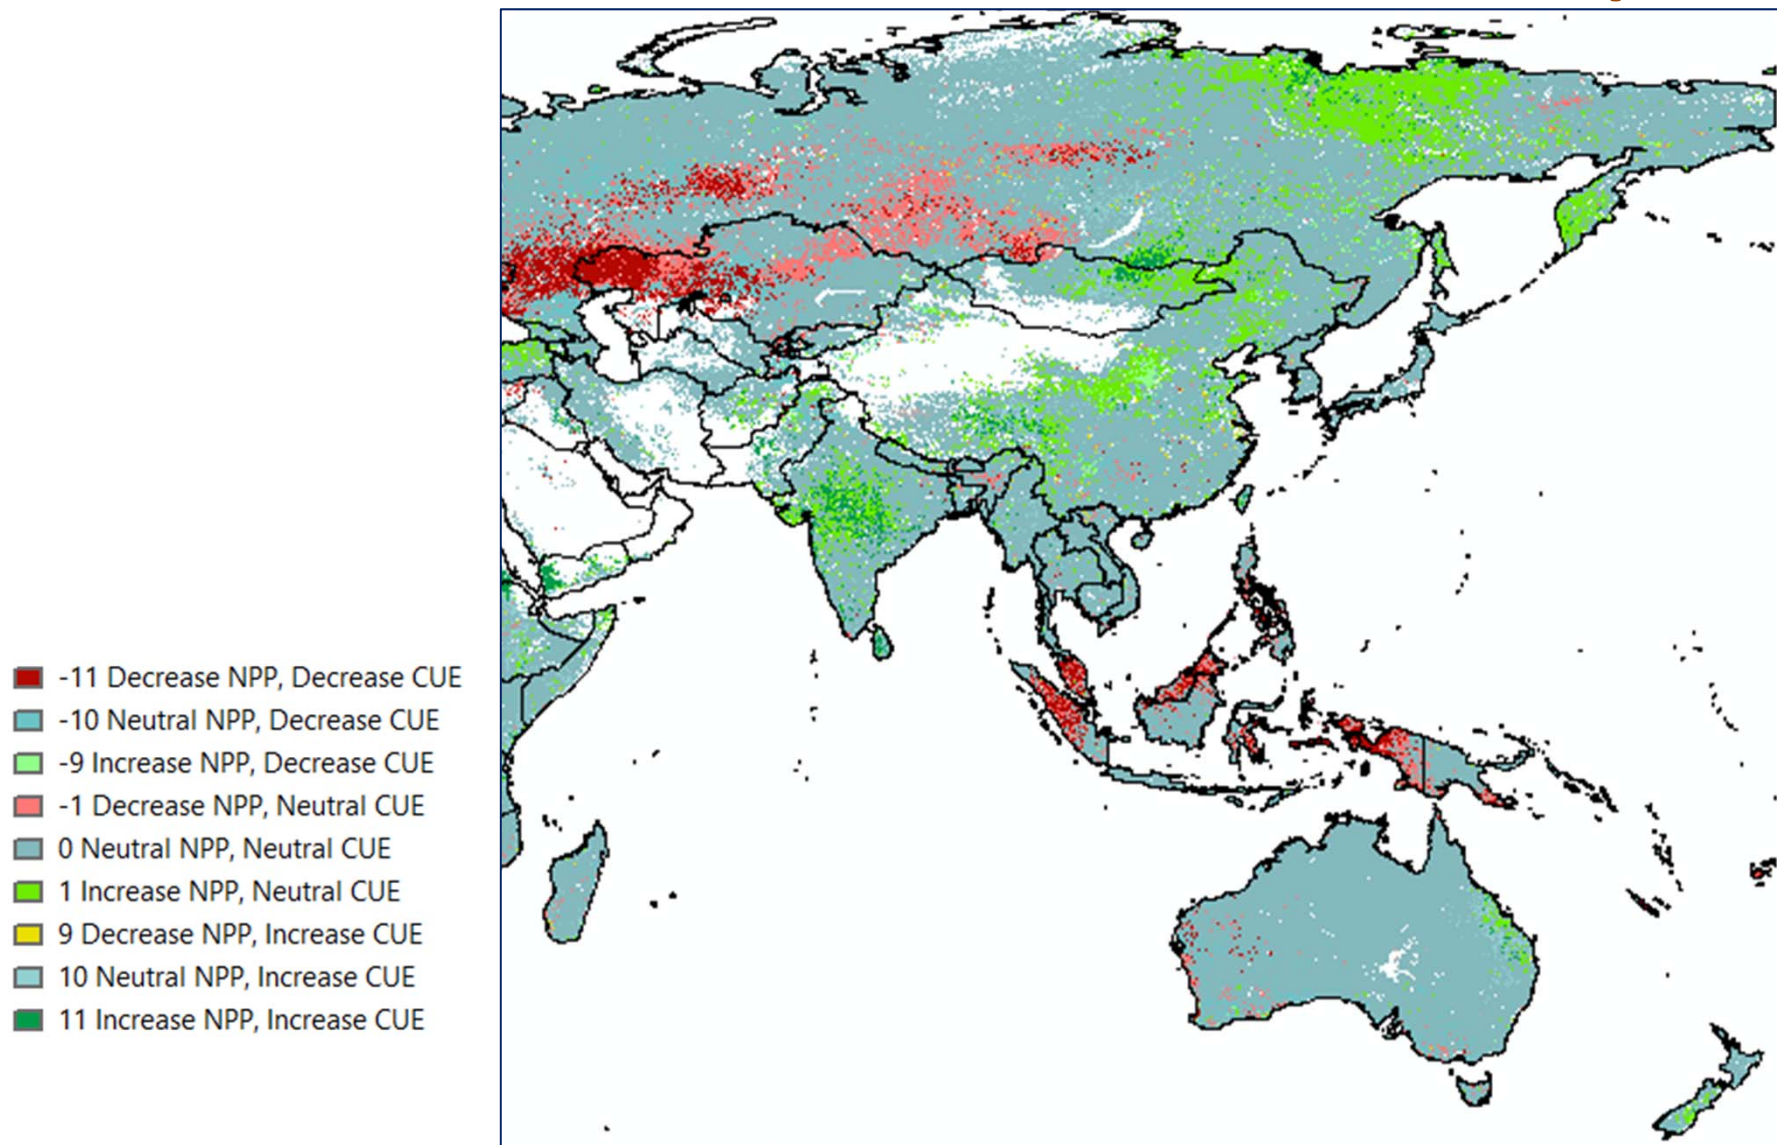 -11 Decrease NPP, Decrease CUE
-10 Neutral NPP, Decrease CUE
-9 Increase NPP, Decrease CUE
-1 Decrease NPP, Neutral CUE
0 Neutral NPP, Neutral CUE
1 Increase NPP, Neutral CUE
9 Decrease NPP, Increase CUE
10 Neutral NPP, Increase CUE
11 Increase NPP, Increase CUE